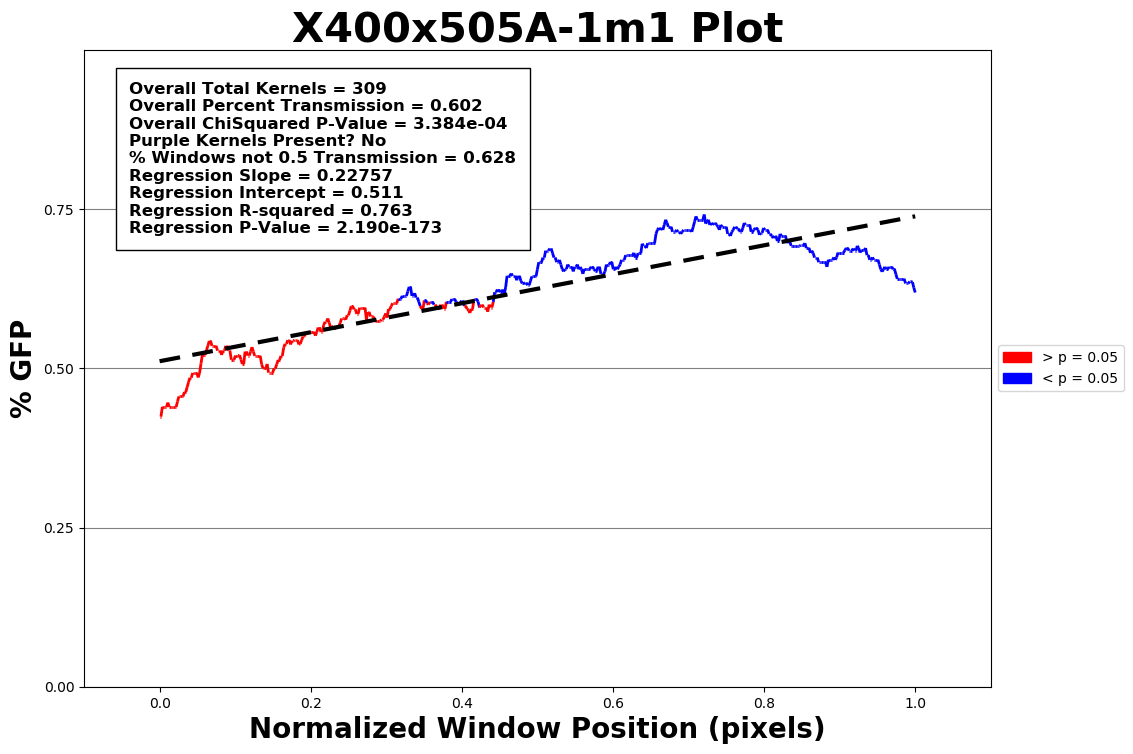 X400x505A-1m1 Plot
Overall Total Kernels = 309
Overall Percent Transmission = 0.602
Overall ChiSquared P-Value = 3.384e-04
Purple Kernels Present? No
% Windows not 0.5 Transmission = 0.628
Regression Slope = 0.22757
Regression Intercept = 0.511
Regression R-squared = 0.763
Regression P-Value = 2.190e-173
% GFP
0.75
0.50
0.25
0.00
> p = 0.05
< p = 0.05
0.0 0.2 0.4 0.6 0.8 1.0
Normalized Window Position (pixels)